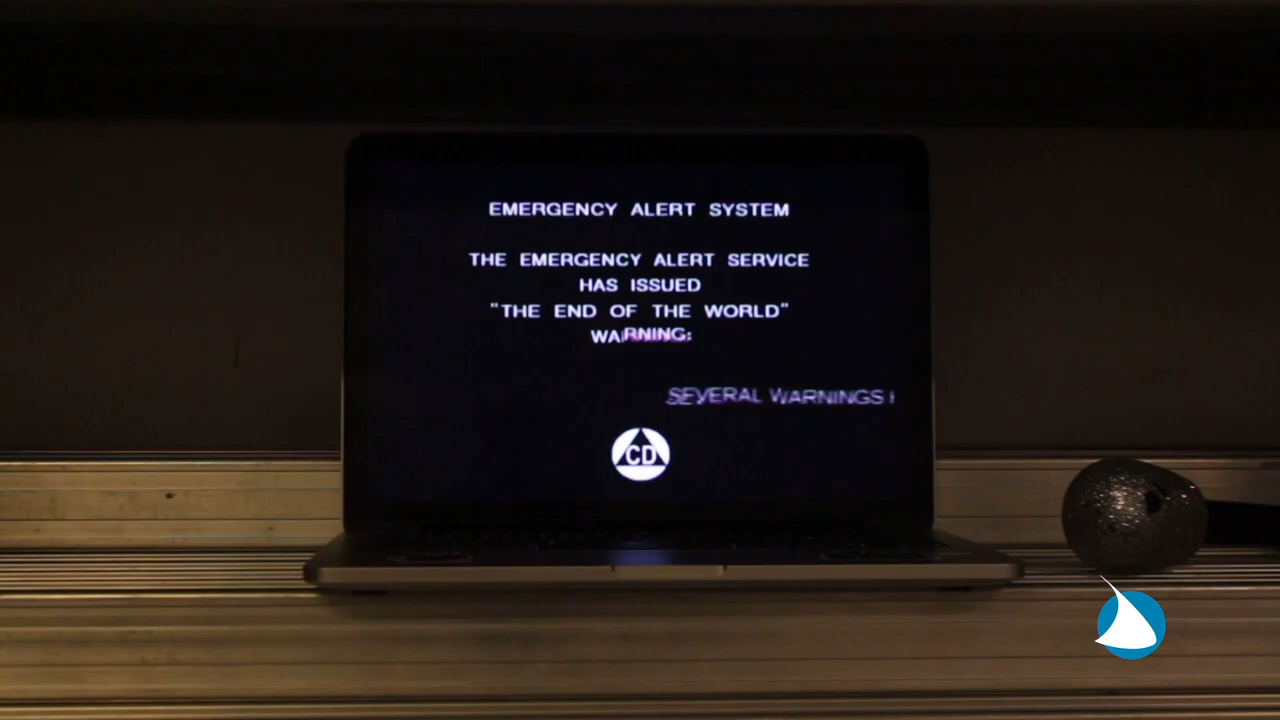 EMERGENCY ALERT SYSTEM
THE EMERGENCY ALERT SERVICE
HAS ISSUED
"THE END OF THE WORLD"
WARNING:
SEVERAL WARNINGS
CD